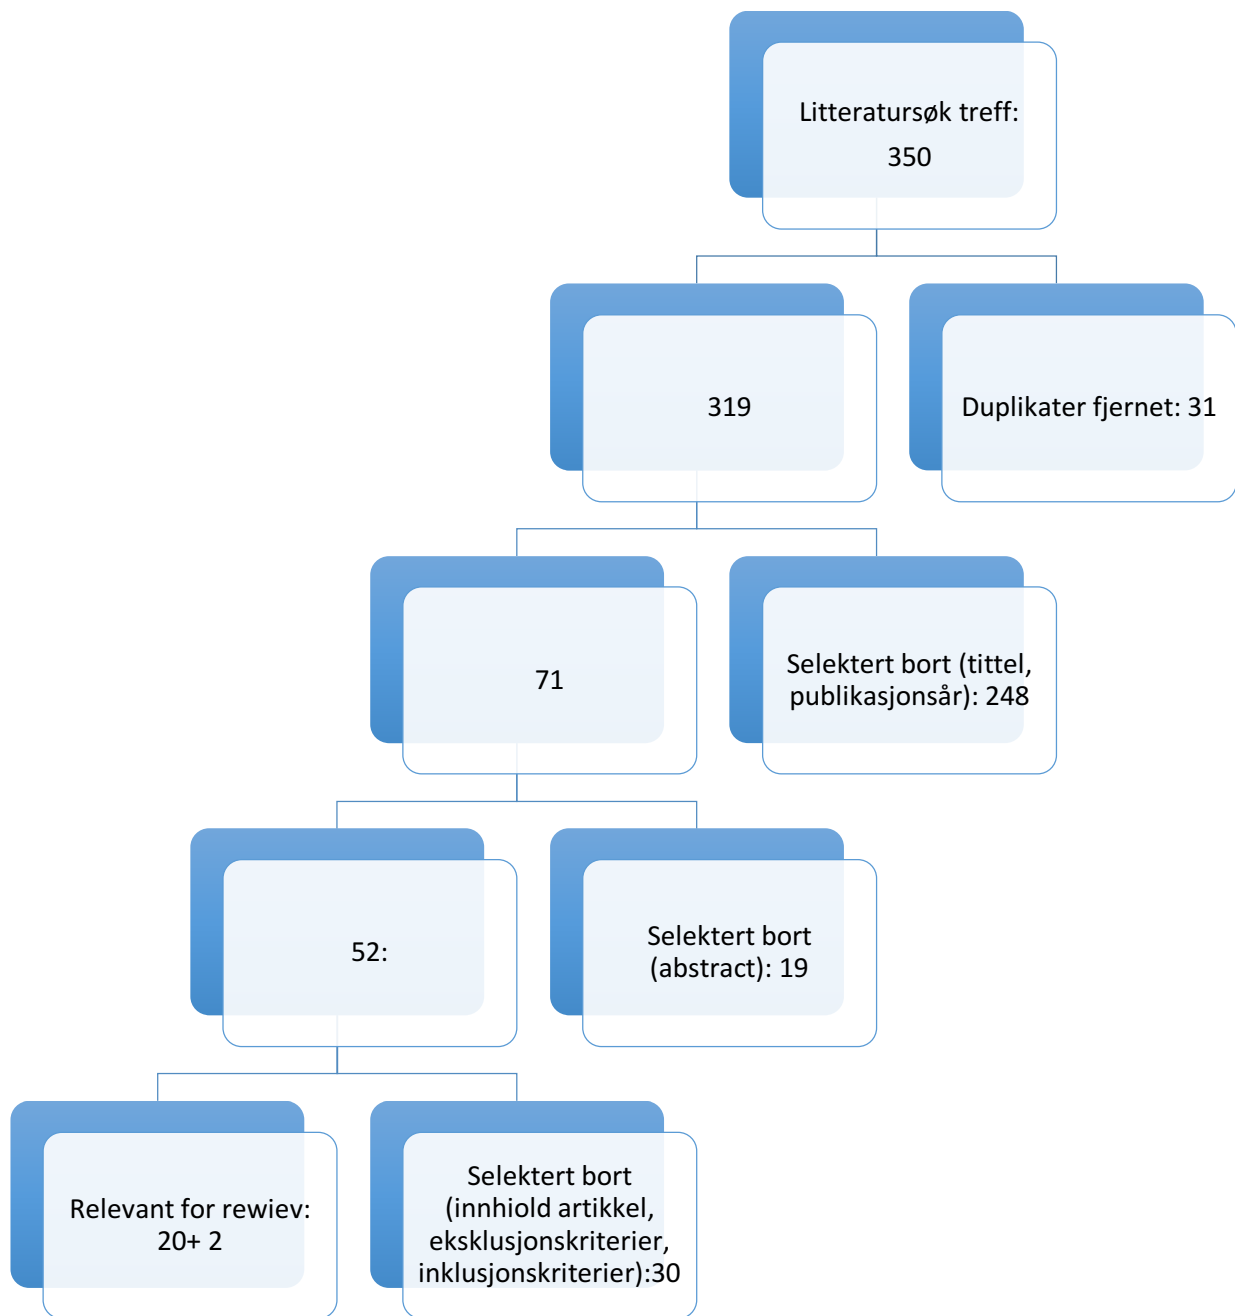 Litteratursøk treff:
350
319
Duplikater fjernet: 31
71
Selektert bort (tittel,
publikasjonsår): 248
52:
Selektert bort
(abstract): 19
Relevant for rewiev:
20+ 2
Selektert bort
(innhiold artikkel,
eksklusjonskriterier,
inklusjonskriterier):30